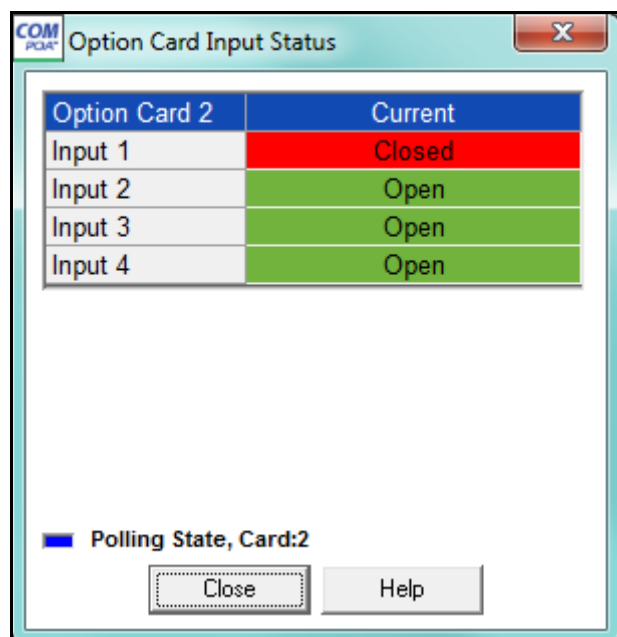 COM
Option Card Input Status
Option Card 2 Current
Input 1 Closed
Input 2 Open
Input 3 Open
Input 4 Open
Polling State, Card:2
Close Help